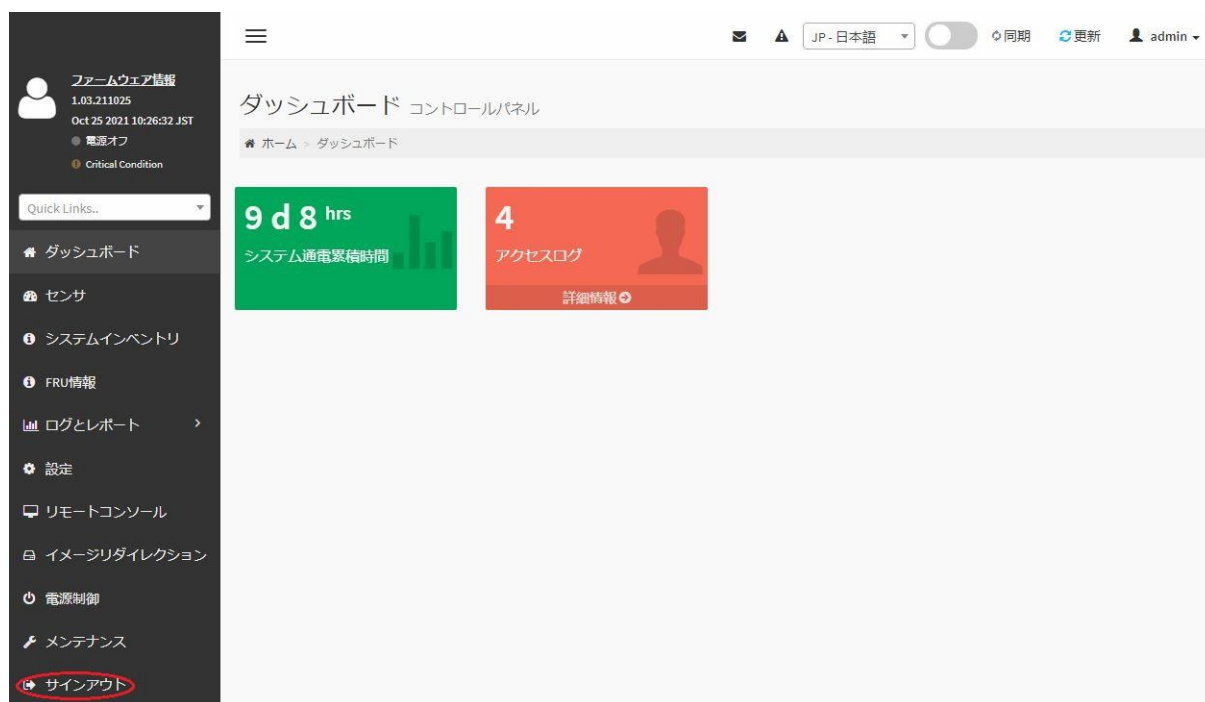 JP - 日本語
同期
更新
admin
ファームウェア情報
1.03.211025
Oct 25 2021 10:26:32 JST
電源オフ
Critical Condition
Quick Links..
ダッシュボード
センサ
システムインベントリ
FRU情報
ログとレポート
設定
リモートコンソール
イメージリダイレクション
電源制御
メンテナンス
サインアウト
ダッシュボード コントロールパネル
ホーム > ダッシュボード
9 d 8 hrs
システム通電累積時間
4
アクセスログ
詳細情報